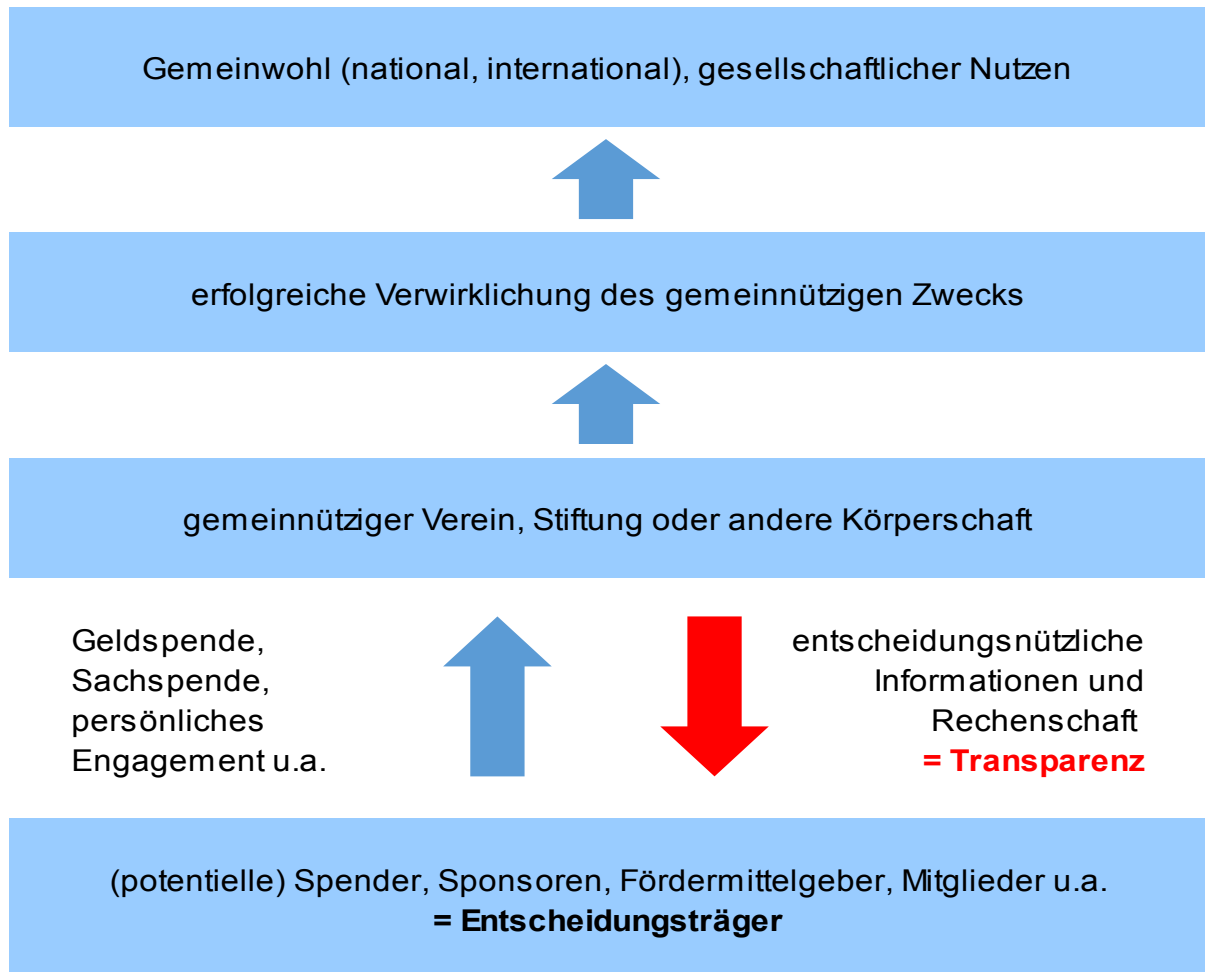 Gemeinwohl (national, international), gesellschaftlicher Nutzen
erfolgreiche Verwirklichung des gemeinnützigen Zwecks
gemeinnütziger Verein, Stiftung oder andere Körperschaft
Geldspende,
Sachspende,
persönliches
Engagement u.a.
entscheidungsnützliche
Informationen und
Rechenschaft
= Transparenz
(potentielle) Spender, Sponsoren, Fördermittelgeber, Mitglieder u.a.
= Entscheidungsträger